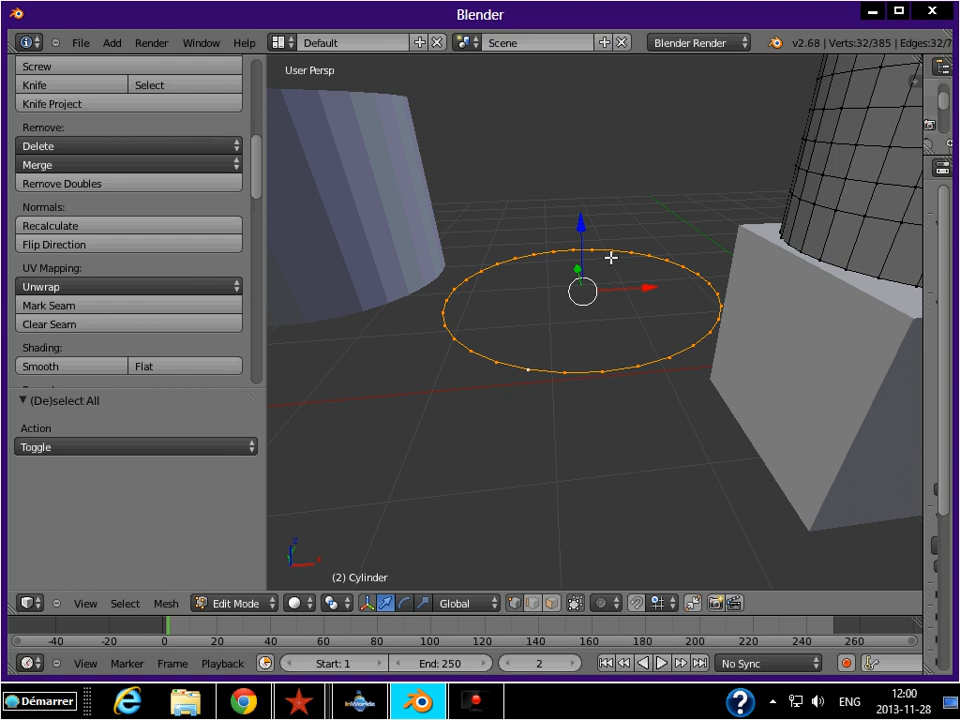 Blender
File Add Render Window Help Default Scene Blender Render v2.68 | Verts:32/385 | Edges:32/7
Screw
Knife Select
Knife Project
Remove:
Delete
Merge
Remove Doubles
Normals:
Recalculate
Flip Direction
UV Mapping:
Unwrap
Mark Seam
Clear Seam
Shading:
Smooth Flat
(De)select All
Action
Toggle
User Persp
(2) Cylinder
View Select Mesh Edit Mode Global
-40 -20 0 20 40 60 80 100 120 140 160 180 200 220 240 260
View Marker Frame Playback Start: 1 End: 250 2 No Sync
Démarrer InWorldz ENG 12:00
2013-11-28